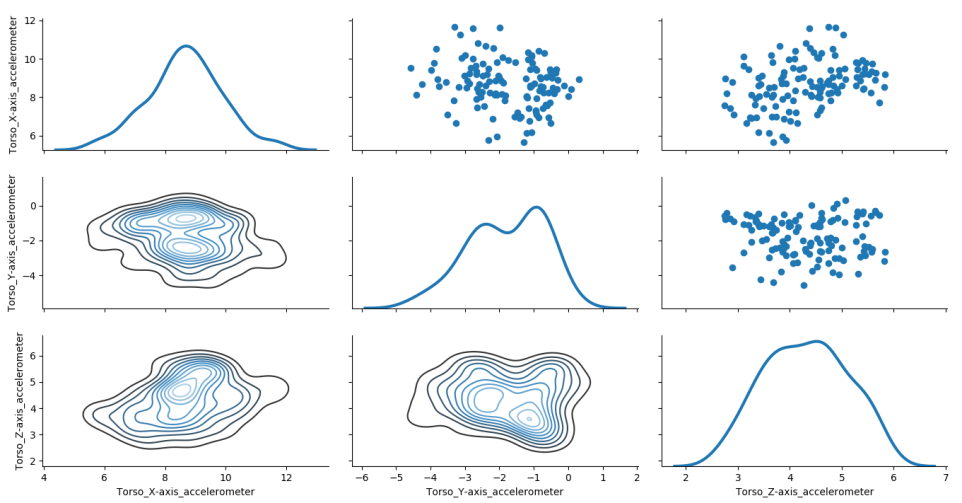 Torso_X-axis_accelerometer
12
10
8
6
Torso_Y-axis_accelerometer
0
−2
−4
Torso_Z-axis_accelerometer
6
5
4
3
2
4 6 8 10 12
−6 −5 −4 −3 −2 −1 0 1 2
2 3 4 5 6 7
Torso_X-axis_accelerometer
Torso_Y-axis_accelerometer
Torso_Z-axis_accelerometer